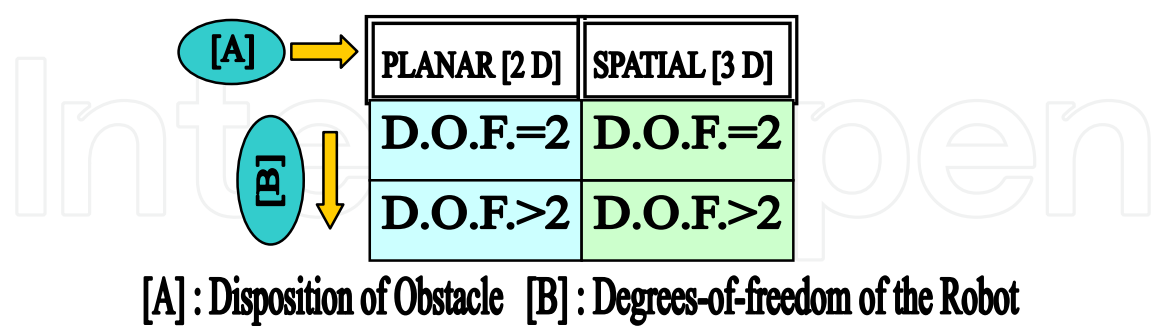 [A] PLANAR [2 D] SPATIAL [3 D]
D.O.F.=2 D.O.F.=2
[B]
D.O.F.>2 D.O.F.>2
[A] : Disposition of Obstacle [B] : Degrees-of-freedom of the Robot